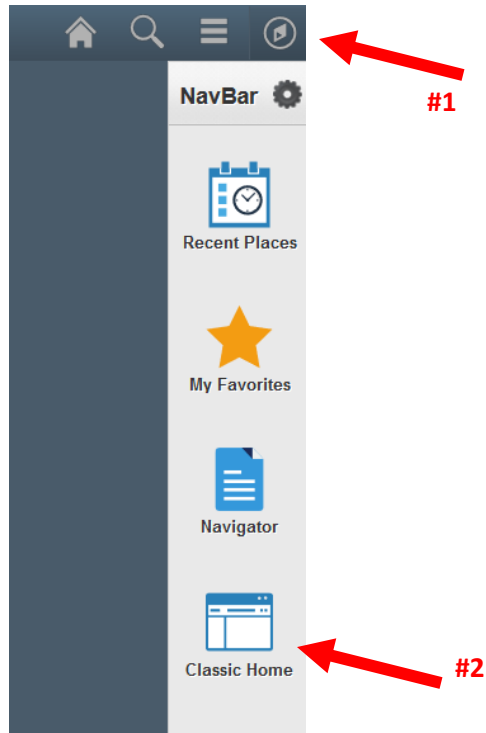 NavBar
#1
Recent Places
My Favorites
Navigator
Classic Home
#2